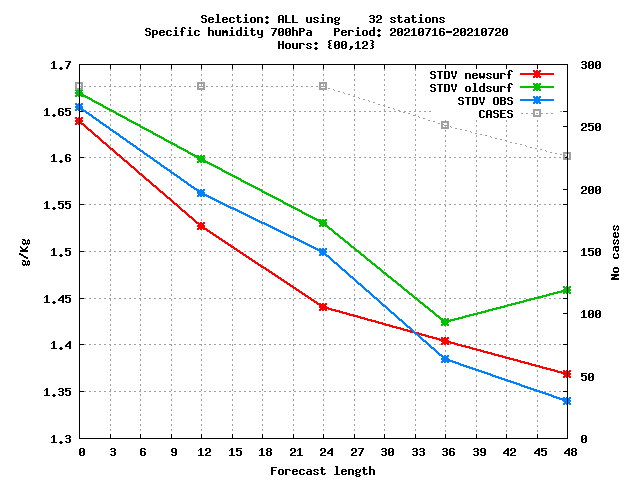 Selection: ALL using    32 stations
Specific humidity 700hPa   Period: 20210716-20210720
Hours: {00,12}
STDV newsurf
STDV oldsurf
STDV OBS
CASES
1.7
1.65
1.6
1.55
1.5
1.45
1.4
1.35
1.3
g/Kg
300
250
200
150
100
50
0
No cases
0 3 6 9 12 15 18 21 24 27 30 33 36 39 42 45 48
Forecast length